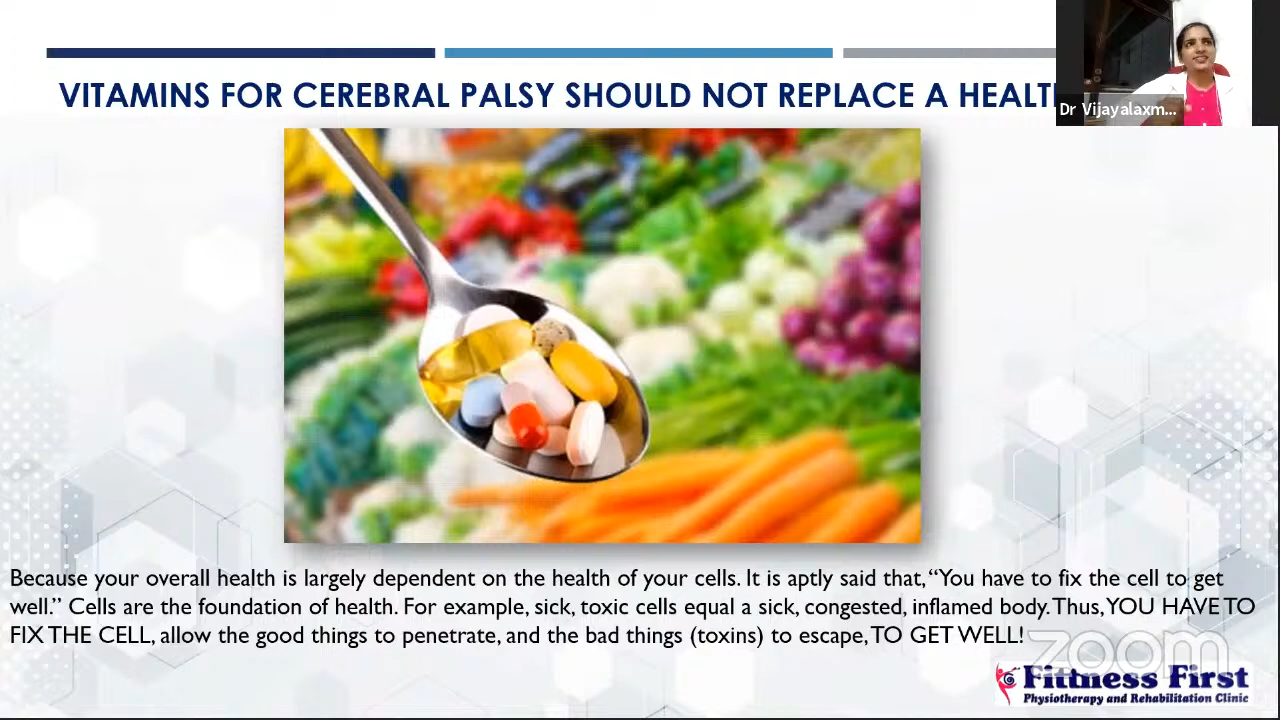 VITAMINS FOR CEREBRAL PALSY SHOULD NOT REPLACE A
Dr Vijayalaxm...
Because your overall health is largely dependent on the health of your cells. It is aptly said that, “You have to fix the cell to get
well.” Cells are the foundation of health. For example, sick, toxic cells equal a sick, congested, inflamed body. Thus, YOU HAVE TO
FIX THE CELL, allow the good things to penetrate, and the bad things (toxins) to escape, TO GET WELL!
zoom
Fittness First
Physiotherapy and Rehabilitation Clinic